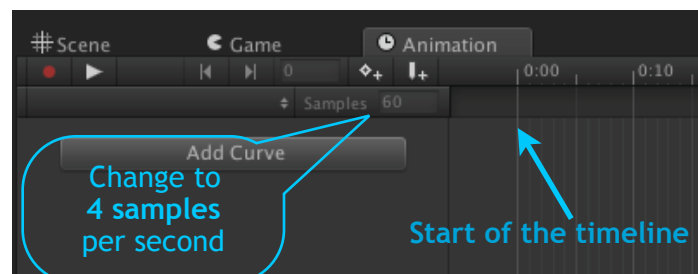 Scene Game Animation
0 0:00 0:10
Samples 60
Add Curve
Change to
4 samples
per second
Start of the timeline